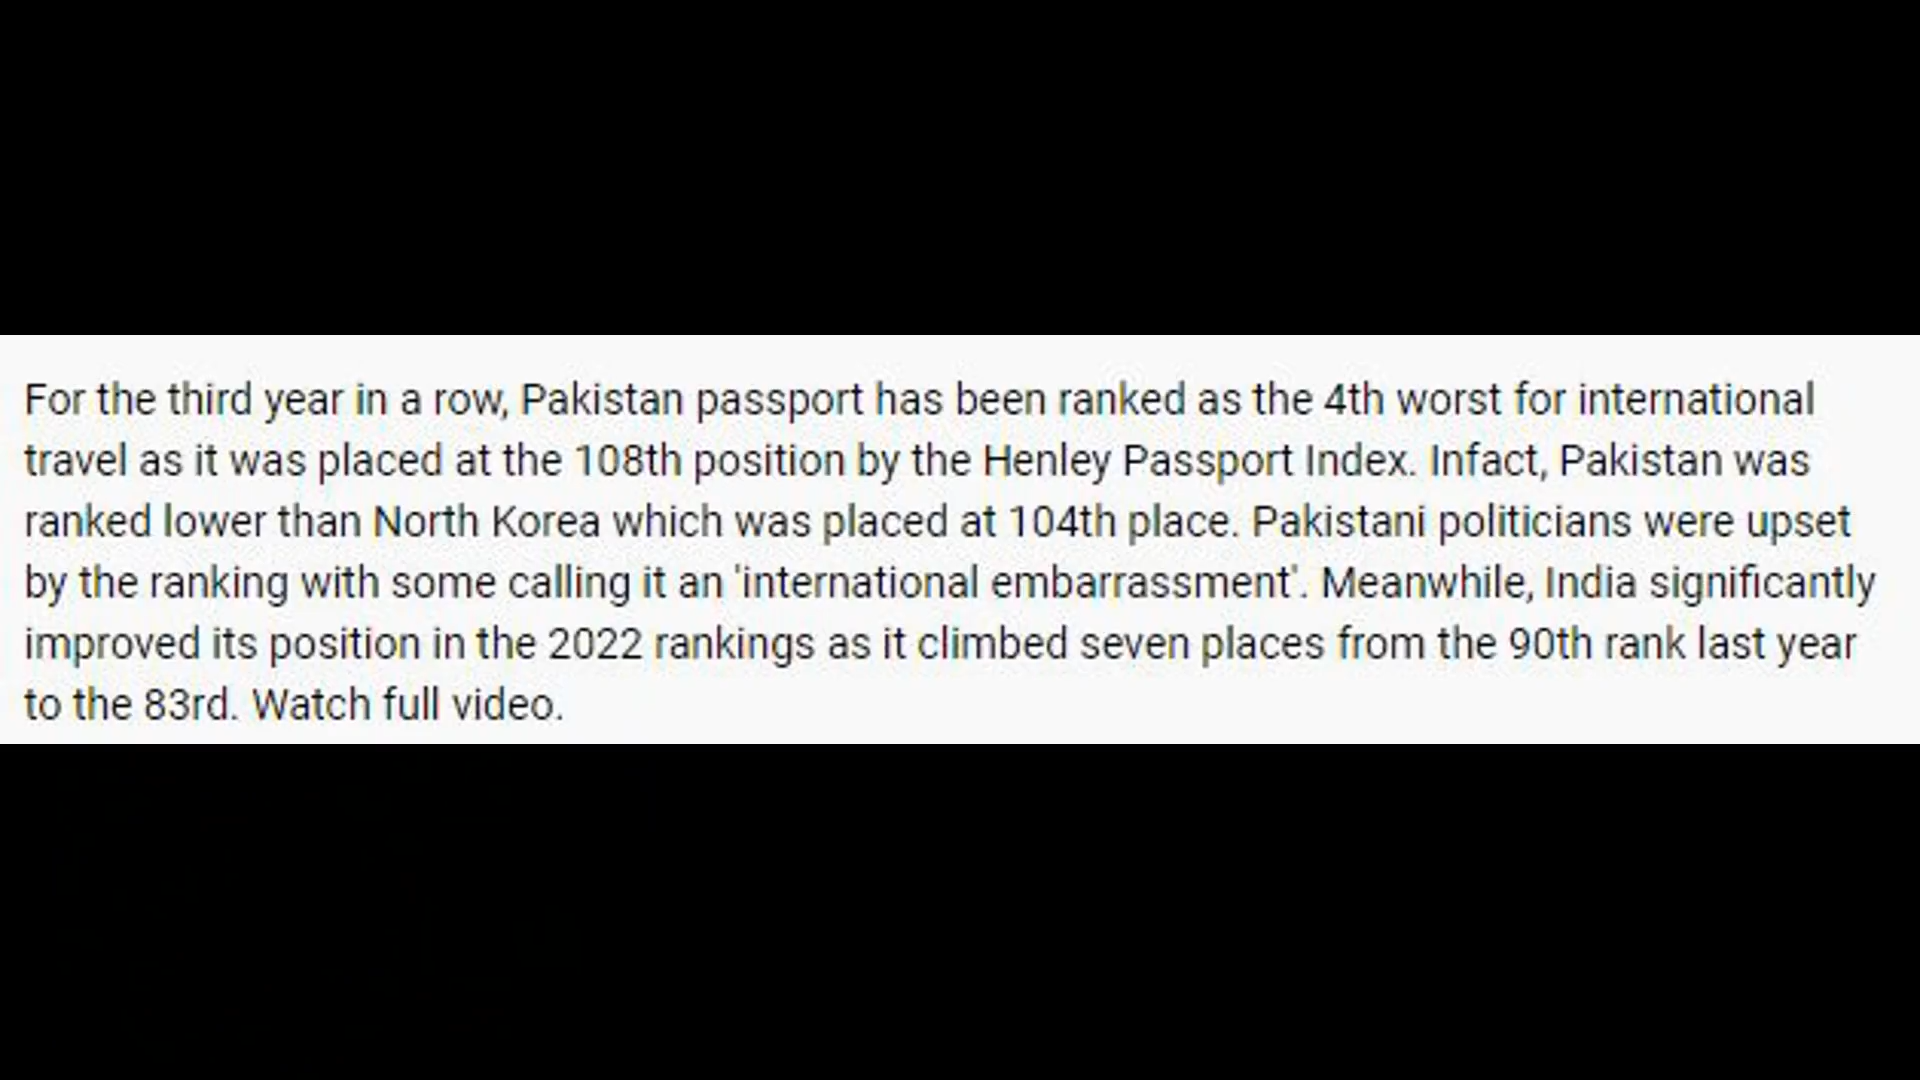 For the third year in a row, Pakistan passport has been ranked as the 4th worst for international
travel as it was placed at the 108th position by the Henley Passport Index. Infact, Pakistan was
ranked lower than North Korea which was placed at 104th place. Pakistani politicians were upset
by the ranking with some calling it an 'international embarrassment'. Meanwhile, India significantly
improved its position in the 2022 rankings as it climbed seven places from the 90th rank last year
to the 83rd. Watch full video.